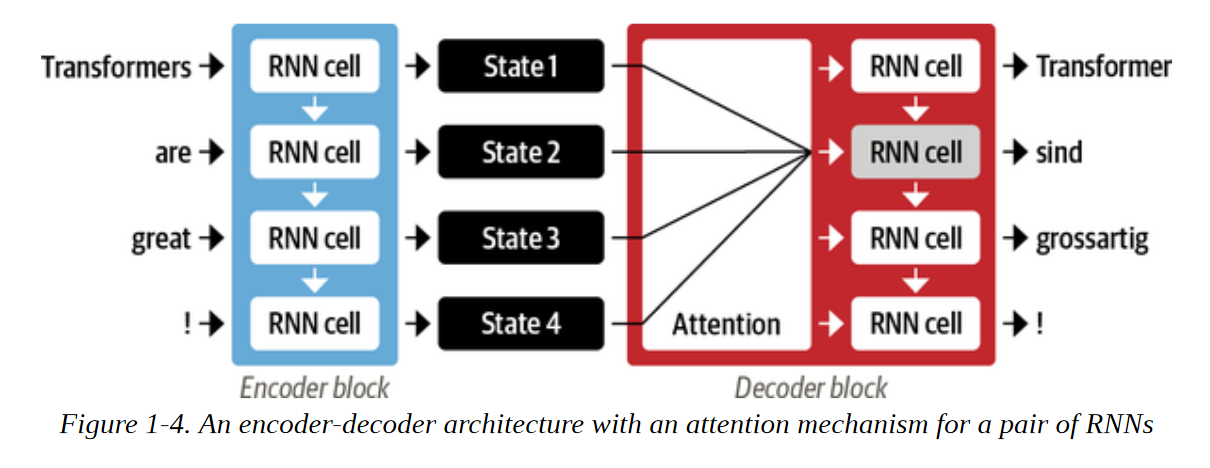 Transformers RNN cell State 1 RNN cell Transformer
are RNN cell State 2 RNN cell sind
great RNN cell State 3 RNN cell grossartig
! RNN cell State 4 Attention RNN cell !
Encoder block Decoder block
Figure 1-4. An encoder-decoder architecture with an attention mechanism for a pair of RNNs